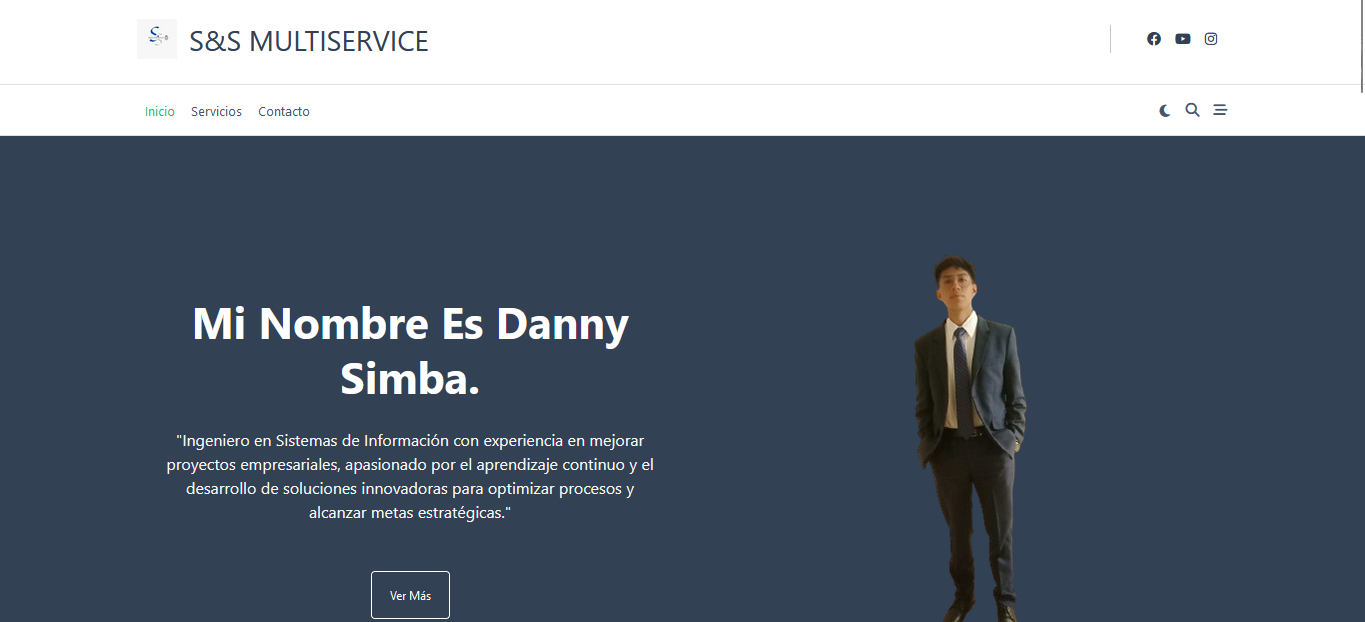 S&S MULTISERVICE
Inicio Servicios Contacto
Mi Nombre Es Danny
Simba.
"Ingeniero en Sistemas de Información con experiencia en mejorar
proyectos empresariales, apasionado por el aprendizaje continuo y el
desarrollo de soluciones innovadoras para optimizar procesos y
alcanzar metas estratégicas."
Ver Más